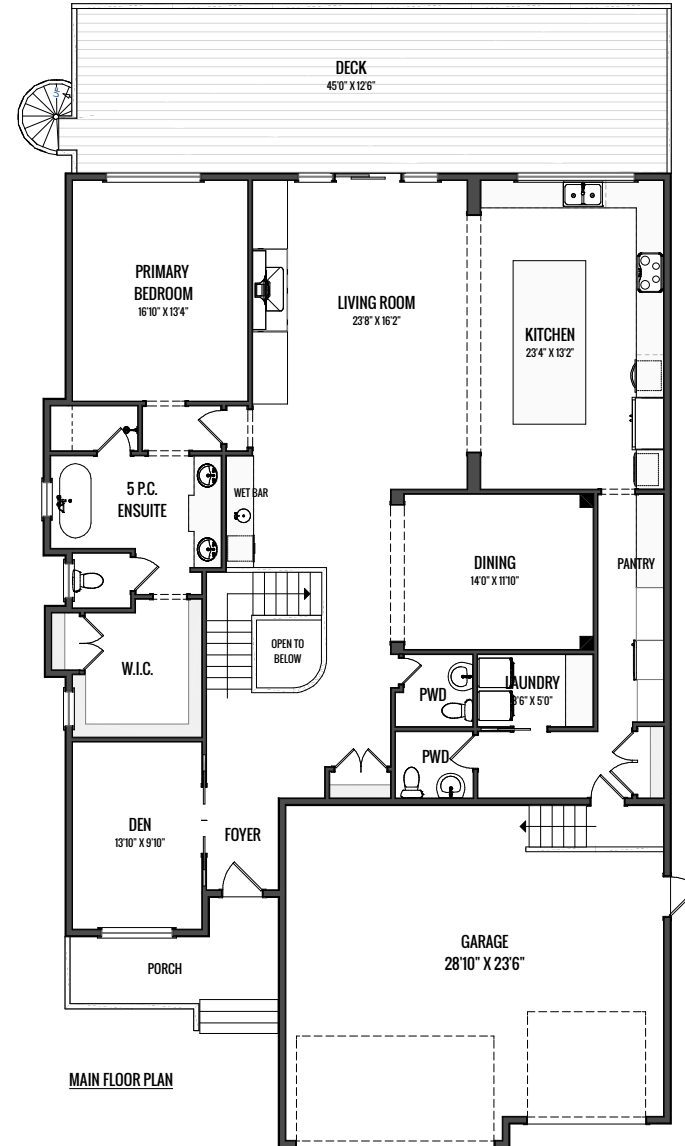 DECK
45'0" X 12'6"
UP
PRIMARY
BEDROOM
16'10" X 13'4"
LIVING ROOM
23'8" X 16'2"
KITCHEN
23'4" X 13'2"
5 P.C.
ENSUITE
WET BAR
DINING
14'0" X 11'10"
PANTRY
OPEN TO
BELOW
W.I.C.
PWD
LAUNDRY
8'6" X 5'0"
PWD
DEN
13'10" X 9'10"
FOYER
GARAGE
28'10" X 23'6"
PORCH
MAIN FLOOR PLAN